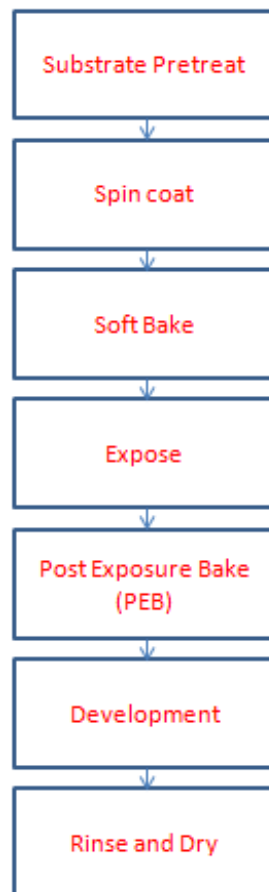 Substrate Pretreat
Spin coat
Soft Bake
Expose
Post Exposure Bake
(PEB)
Development
Rinse and Dry